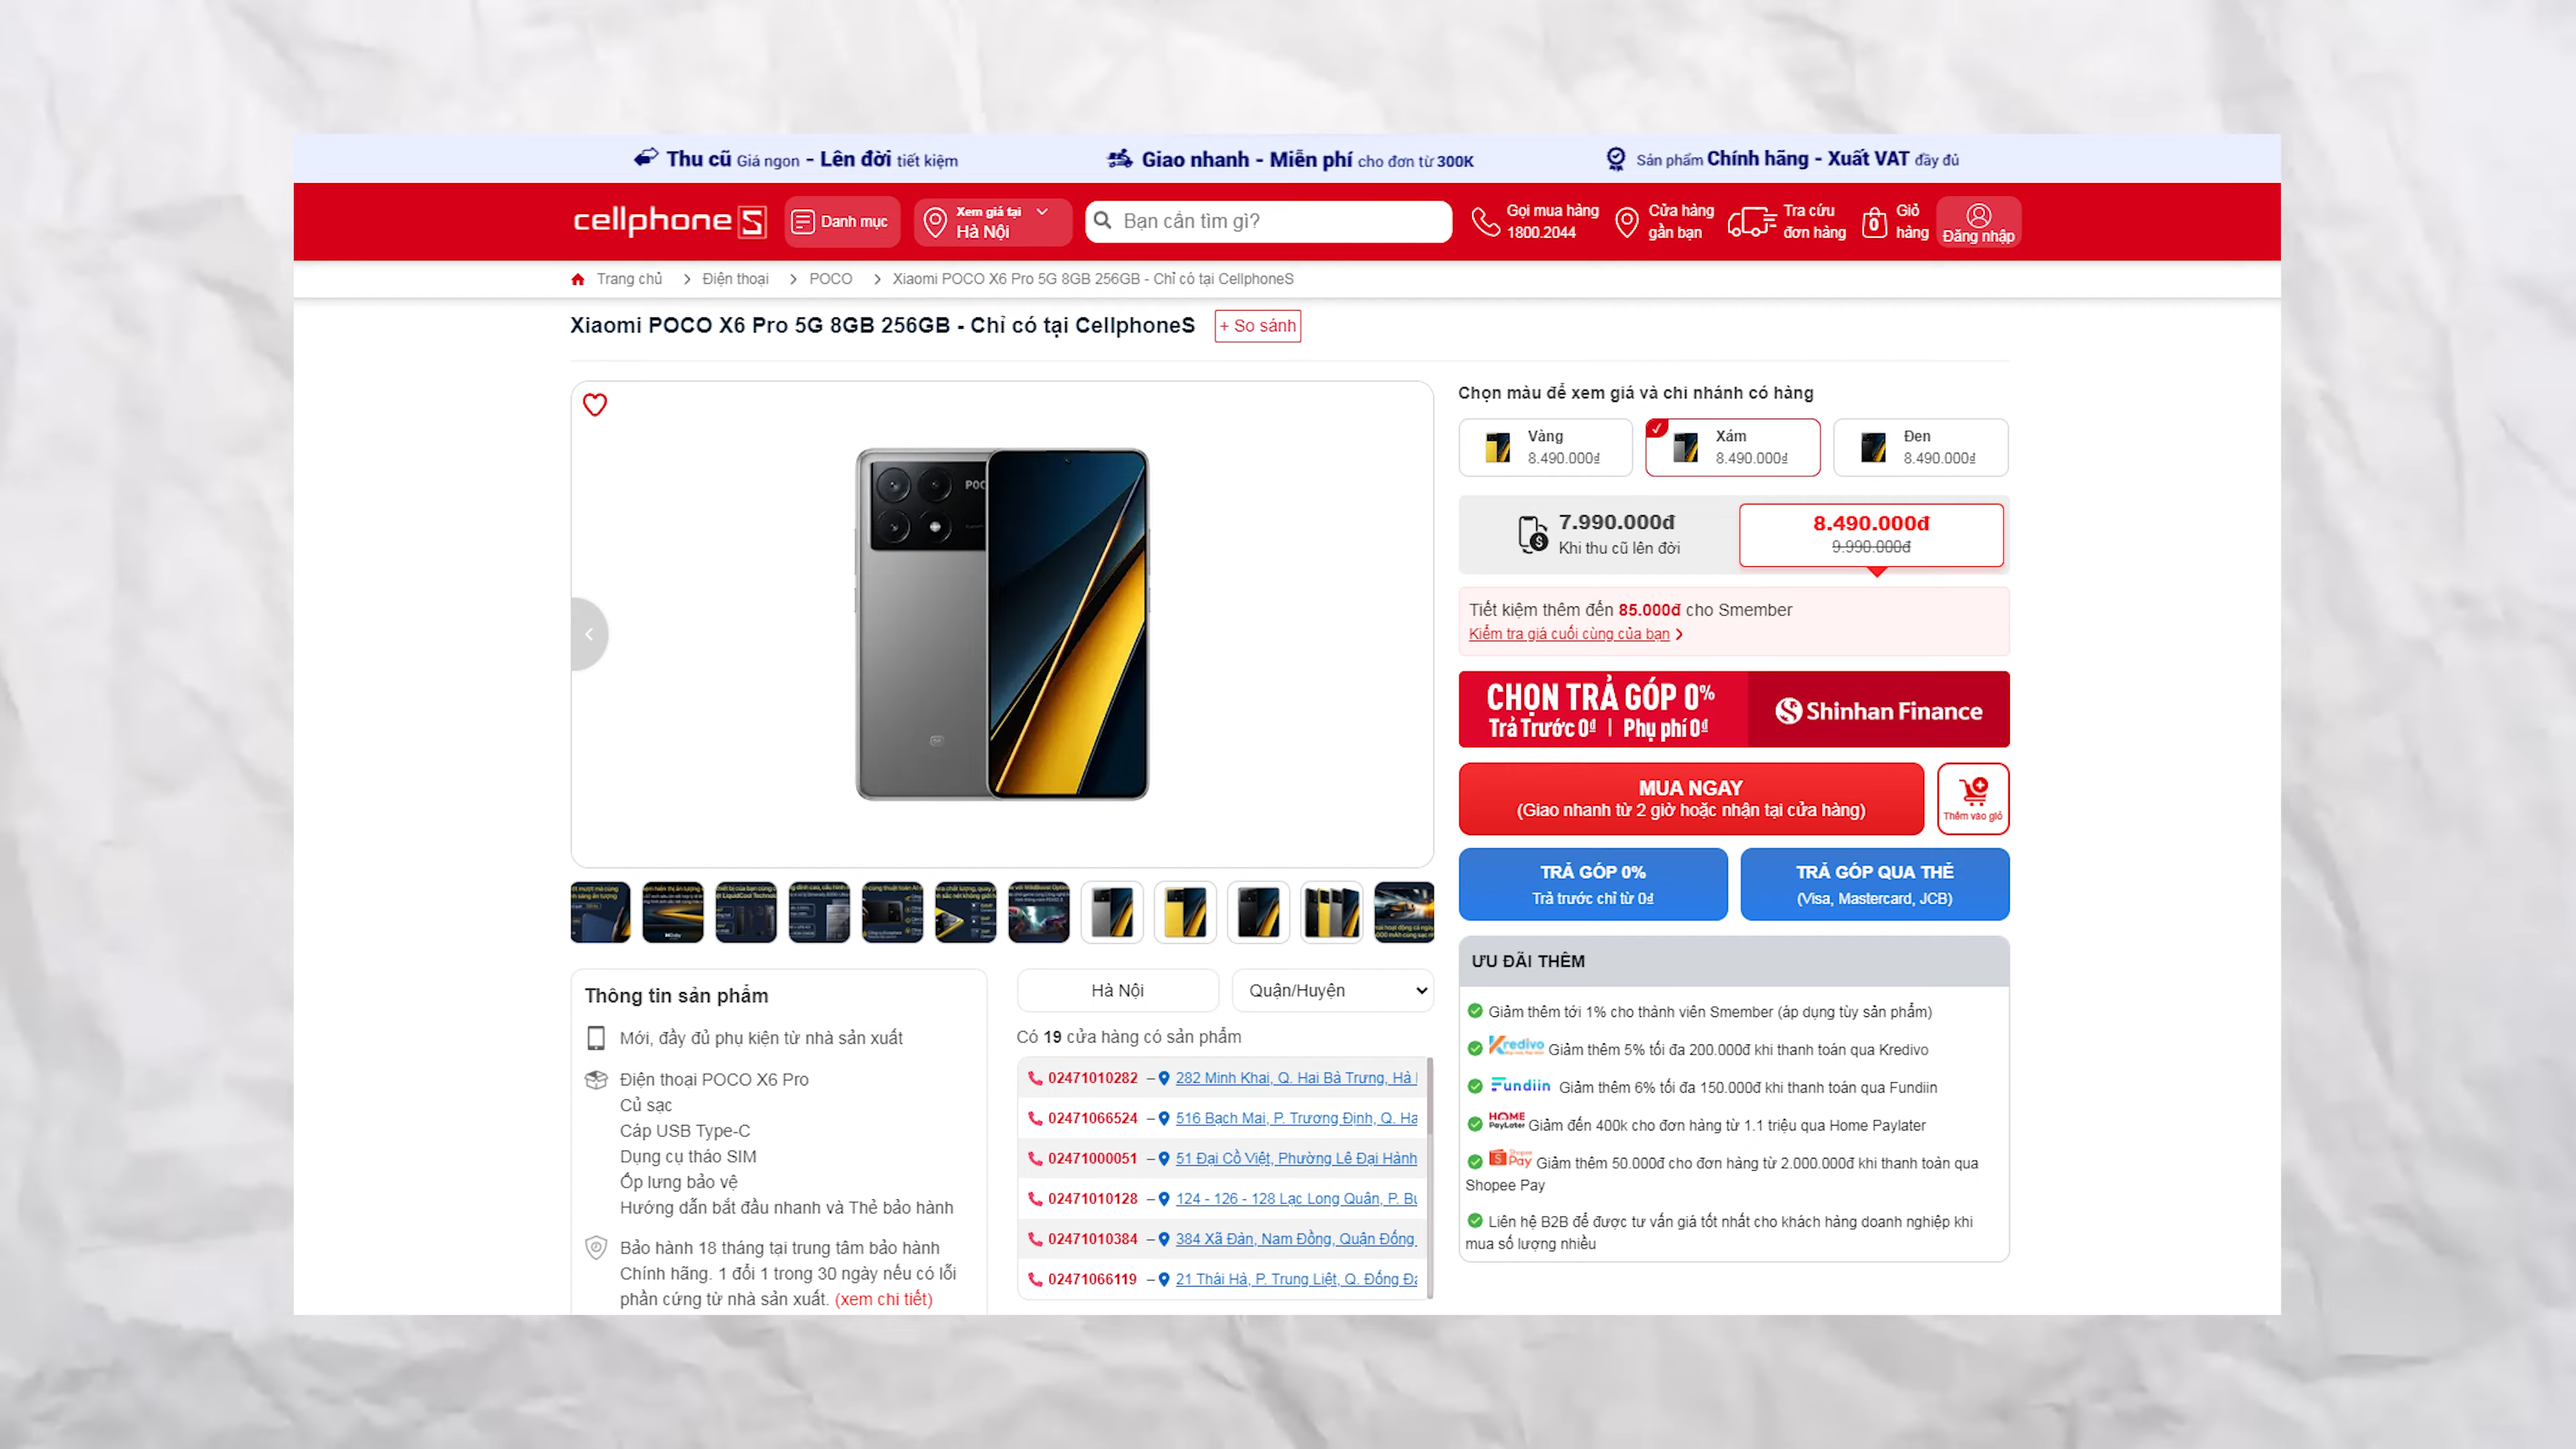 Thu cũ Giá ngon - Lên đời tiết kiệm
Giao nhanh - Miễn phí cho đơn từ 300K
Sản phẩm Chính hãng - Xuất VAT đầy đủ
cellphoneS
Danh mục
Xem giá tại
Hà Nội
Bạn cần tìm gì?
Gọi mua hàng
1800.2044
Cửa hàng
gần bạn
Tra cứu
đơn hàng
0
Giỏ
hàng
Đăng nhập
Trang chủ > Điện thoại > POCO > Xiaomi POCO X6 Pro 5G 8GB 256GB - Chỉ có tại CellphoneS
Xiaomi POCO X6 Pro 5G 8GB 256GB - Chỉ có tại CellphoneS
+ So sánh
Chọn màu để xem giá và chi nhánh có hàng
Vàng
8.490.000₫
Xám
8.490.000₫
Đen
8.490.000₫
7.990.000đ
Khi thu cũ lên đời
8.490.000đ
9.990.000đ
Tiết kiệm thêm đến 85.000đ cho Smember
Kiểm tra giá cuối cùng của bạn >
CHỌN TRẢ GÓP 0%
Trả Trước 0₫ | Phụ phí 0₫
Shinhan Finance
MUA NGAY
(Giao nhanh từ 2 giờ hoặc nhận tại cửa hàng)
Thêm vào giỏ
TRẢ GÓP 0%
Trả trước chỉ từ 0₫
TRẢ GÓP QUA THẺ
(Visa, Mastercard, JCB)
ƯU ĐÃI THÊM
Giảm thêm tới 1% cho thành viên Smember (áp dụng tùy sản phẩm)
Kredivo Giảm thêm 5% tối đa 200.000đ khi thanh toán qua Kredivo
Fundiin Giảm thêm 6% tối đa 150.000đ khi thanh toán qua Fundiin
HOME PayLater Giảm đến 400k cho đơn hàng từ 1.1 triệu qua Home Paylater
Shopee Pay Giảm thêm 50.000đ cho đơn hàng từ 2.000.000đ khi thanh toán qua
Shopee Pay
Liên hệ B2B để được tư vấn giá tốt nhất cho khách hàng doanh nghiệp khi
mua số lượng nhiều
Thông tin sản phẩm
Mới, đầy đủ phụ kiện từ nhà sản xuất
Điện thoại POCO X6 Pro
Củ sạc
Cáp USB Type-C
Dụng cụ tháo SIM
Ốp lưng bảo vệ
Hướng dẫn bắt đầu nhanh và Thẻ bảo hành
Bảo hành 18 tháng tại trung tâm bảo hành
Chính hãng. 1 đổi 1 trong 30 ngày nếu có lỗi
phần cứng từ nhà sản xuất. (xem chi tiết)
Hà Nội
Quận/Huyện
Có 19 cửa hàng có sản phẩm
02471010282 – 282 Minh Khai, Q. Hai Bà Trưng, Hà
02471066524 – 516 Bạch Mai, P. Trương Định, Q. Ha
02471000051 – 51 Đại Cồ Việt, Phường Lê Đại Hành
02471010128 – 124 - 126 - 128 Lạc Long Quân, P. Bư
02471010384 – 384 Xã Đàn, Nam Đồng, Quận Đống
02471066119 – 21 Thái Hà, P. Trung Liệt, Q. Đống Đa